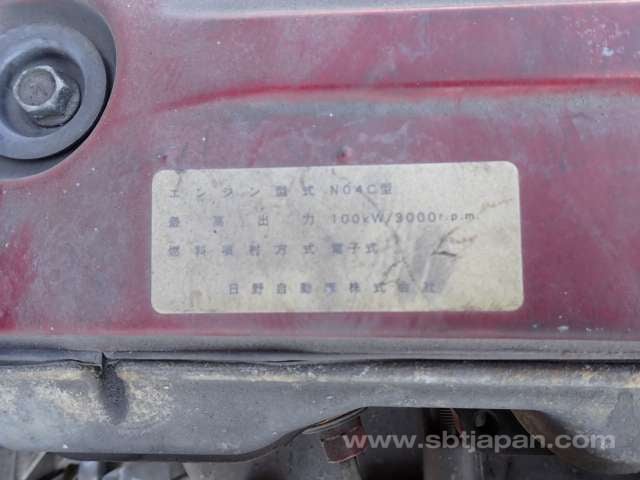 エンジン型式 N04C型
最高出力 100kW/3000r.p.m.
燃料噴射方式 電子式
日野自動車株式会社
www.sbtjapan.com